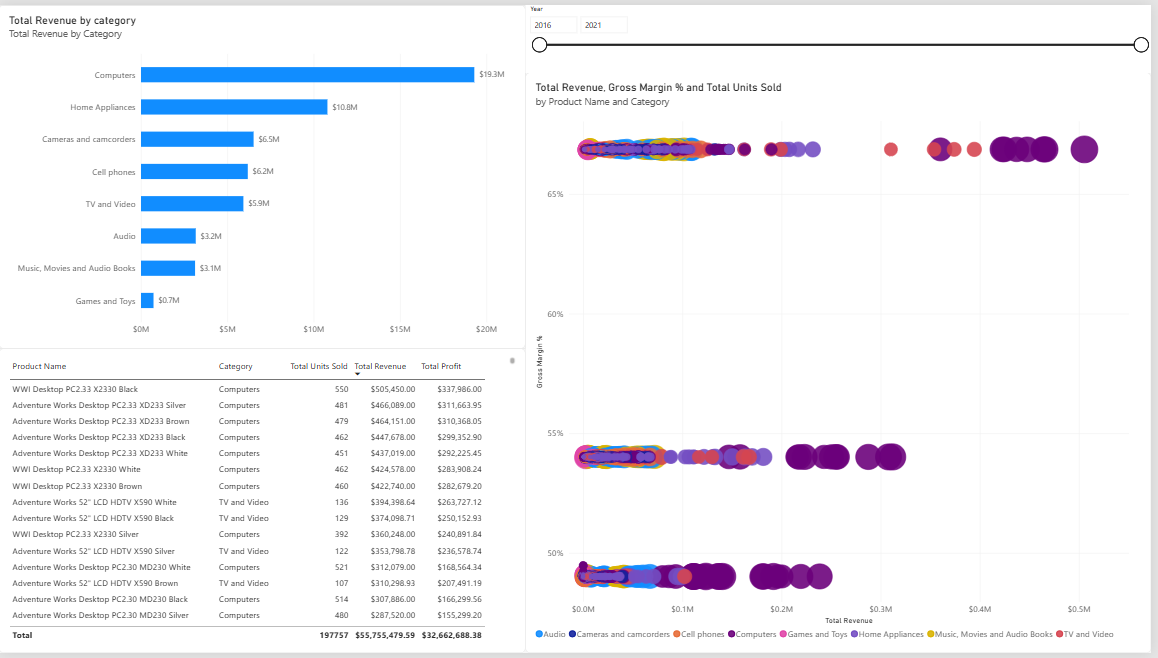 Total Revenue by category
Total Revenue by Category
Computers $19.3M
Home Appliances $10.8M
Cameras and camcorders $6.5M
Cell phones $6.2M
TV and Video $5.9M
Audio $3.2M
Music, Movies and Audio Books $3.1M
Games and Toys $0.7M
$0M $5M $10M $15M $20M
Product Name Category Total Units Sold Total Revenue Total Profit
WWI Desktop PC2.33 X2330 Black Computers 550 $505,450.00 $337,986.00
Adventure Works Desktop PC2.33 XD233 Silver Computers 481 $466,089.00 $311,663.95
Adventure Works Desktop PC2.33 XD233 Brown Computers 479 $464,151.00 $310,368.05
Adventure Works Desktop PC2.33 XD233 Black Computers 462 $447,678.00 $299,352.90
Adventure Works Desktop PC2.33 XD233 White Computers 451 $437,019.00 $292,225.45
WWI Desktop PC2.33 X2330 White Computers 462 $424,578.00 $283,908.24
WWI Desktop PC2.33 X2330 Brown Computers 460 $422,740.00 $282,679.20
Adventure Works 52" LCD HDTV X590 White TV and Video 136 $394,398.64 $263,727.12
Adventure Works 52" LCD HDTV X590 Black TV and Video 129 $374,098.71 $250,152.93
WWI Desktop PC2.33 X2330 Silver Computers 392 $360,248.00 $240,891.84
Adventure Works 52" LCD HDTV X590 Silver TV and Video 122 $353,798.78 $236,578.74
Adventure Works Desktop PC2.30 MD230 White Computers 521 $312,079.00 $168,564.34
Adventure Works 52" LCD HDTV X590 Brown TV and Video 107 $310,298.93 $207,491.19
Adventure Works Desktop PC2.30 MD230 Black Computers 514 $307,886.00 $166,299.56
Adventure Works Desktop PC2.30 MD230 Silver Computers 480 $287,520.00 $155,299.20
Total 197757 $55,755,479.59 $32,662,688.38
Year
2016 2021
Total Revenue, Gross Margin % and Total Units Sold
by Product Name and Category
Gross Margin %
65%
60%
55%
50%
$0.0M $0.1M $0.2M $0.3M $0.4M $0.5M
Total Revenue
Audio Cameras and camcorders Cell phones Computers Games and Toys Home Appliances Music, Movies and Audio Books TV and Video